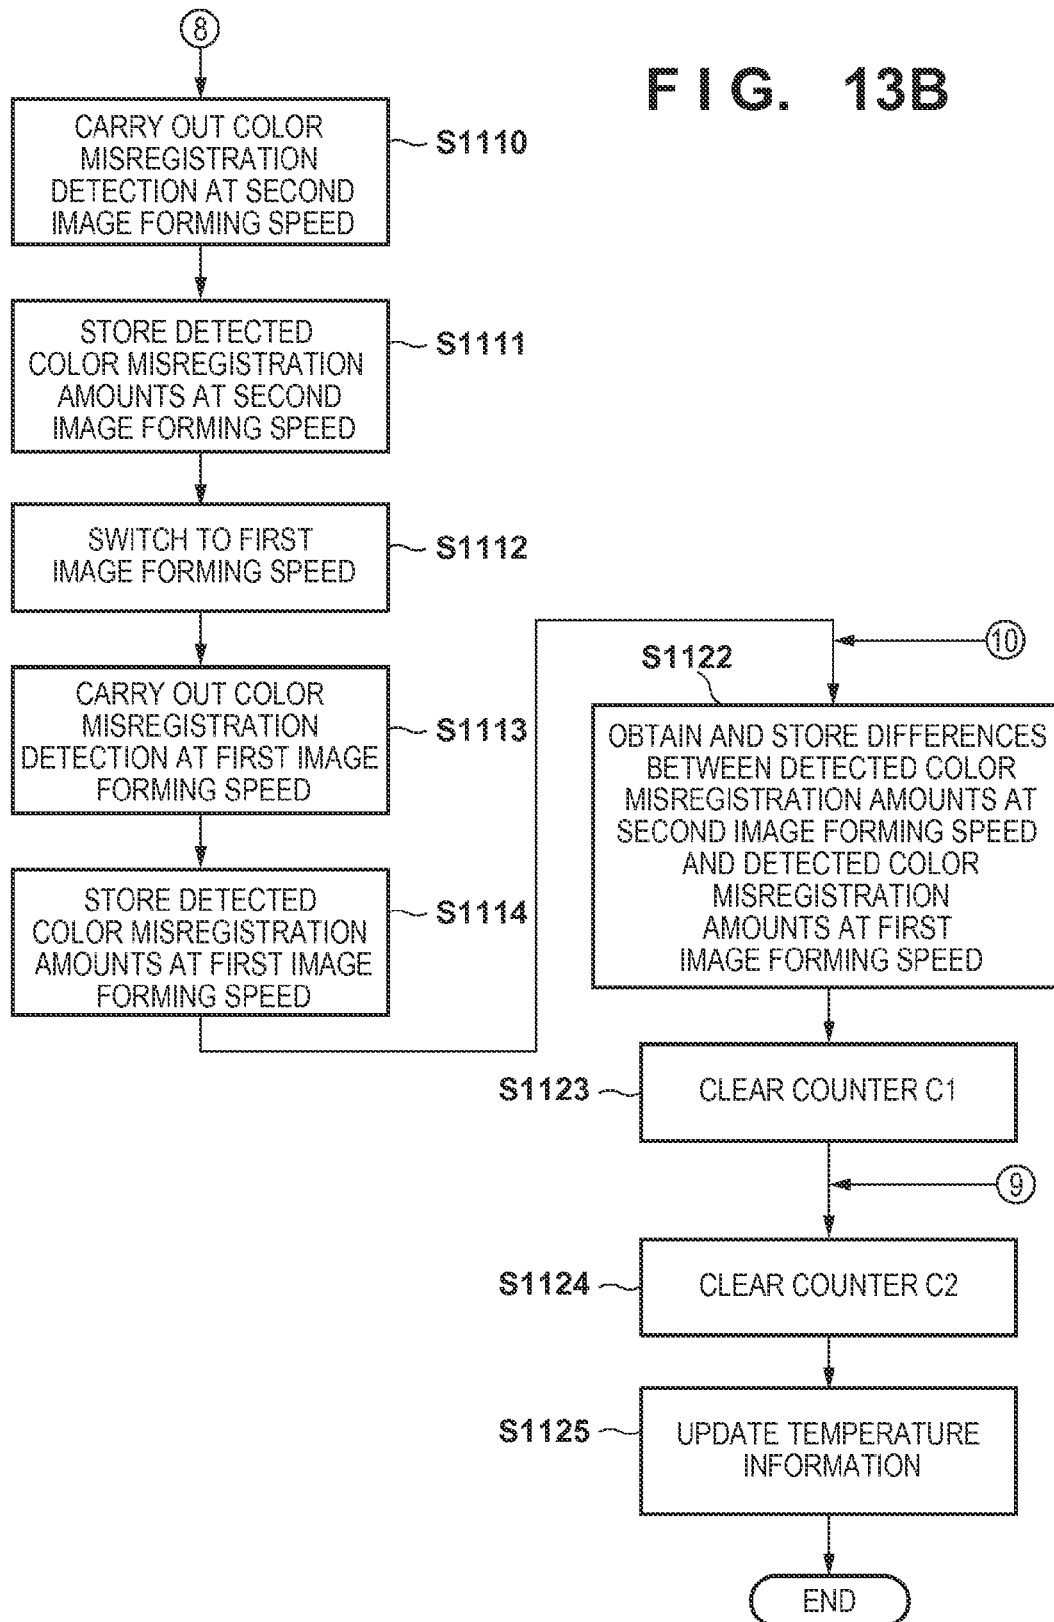 8
FIG. 13B
CARRY OUT COLOR
MISREGISTRATION
DETECTION AT SECOND
IMAGE FORMING SPEED
S1110
STORE DETECTED
COLOR MISREGISTRATION
AMOUNTS AT SECOND
IMAGE FORMING SPEED
S1111
SWITCH TO FIRST
IMAGE FORMING SPEED
S1112
CARRY OUT COLOR
MISREGISTRATION
DETECTION AT FIRST IMAGE
FORMING SPEED
S1113
STORE DETECTED
COLOR MISREGISTRATION
AMOUNTS AT FIRST IMAGE
FORMING SPEED
S1114
10
S1122
OBTAIN AND STORE DIFFERENCES
BETWEEN DETECTED COLOR
MISREGISTRATION AMOUNTS AT
SECOND IMAGE FORMING SPEED
AND DETECTED COLOR
MISREGISTRATION
AMOUNTS AT FIRST
IMAGE FORMING SPEED
S1123
CLEAR COUNTER C1
9
S1124
CLEAR COUNTER C2
S1125
UPDATE TEMPERATURE
INFORMATION
END